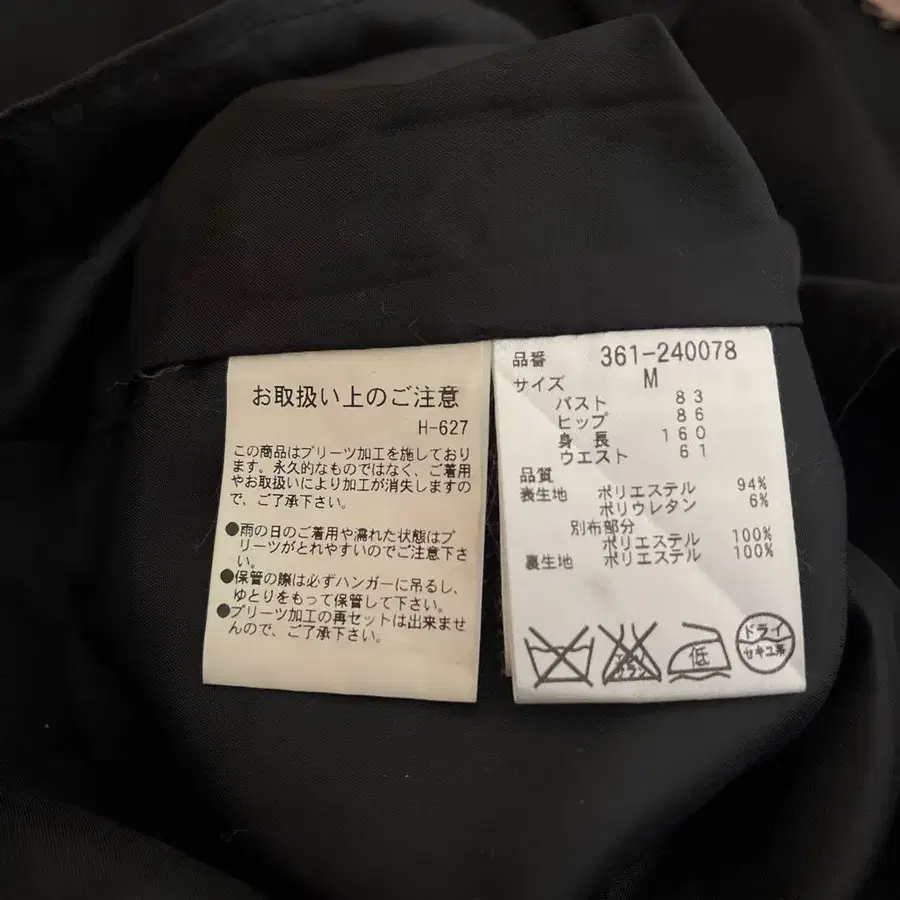 お取扱い上のご注意
H-627
この商品はプリーツ加工を施しており
ます。永久的なものではなく、ご着用
やお取扱いにより加工が消失しますの
で、ご了承下さい。
●雨の日のご着用や濡れた状態はプ
リーツがとれやすいのでご注意下さ
い。
●保管の際は必ずハンガーに吊るし、
ゆとりをもって保管して下さい。
●プリーツ加工の再セットは出来ませ
んので、ご了承下さい。
品番 361-240078
サイズ M
バスト 83
ヒップ 86
身長 160
ウエスト 61
品質
表生地 ポリエステル 94%
ポリウレタン 6%
別布部分
ポリエステル 100%
裏生地 ポリエステル 100%
エンソ
サラシ
低
ドライ
セキユ系